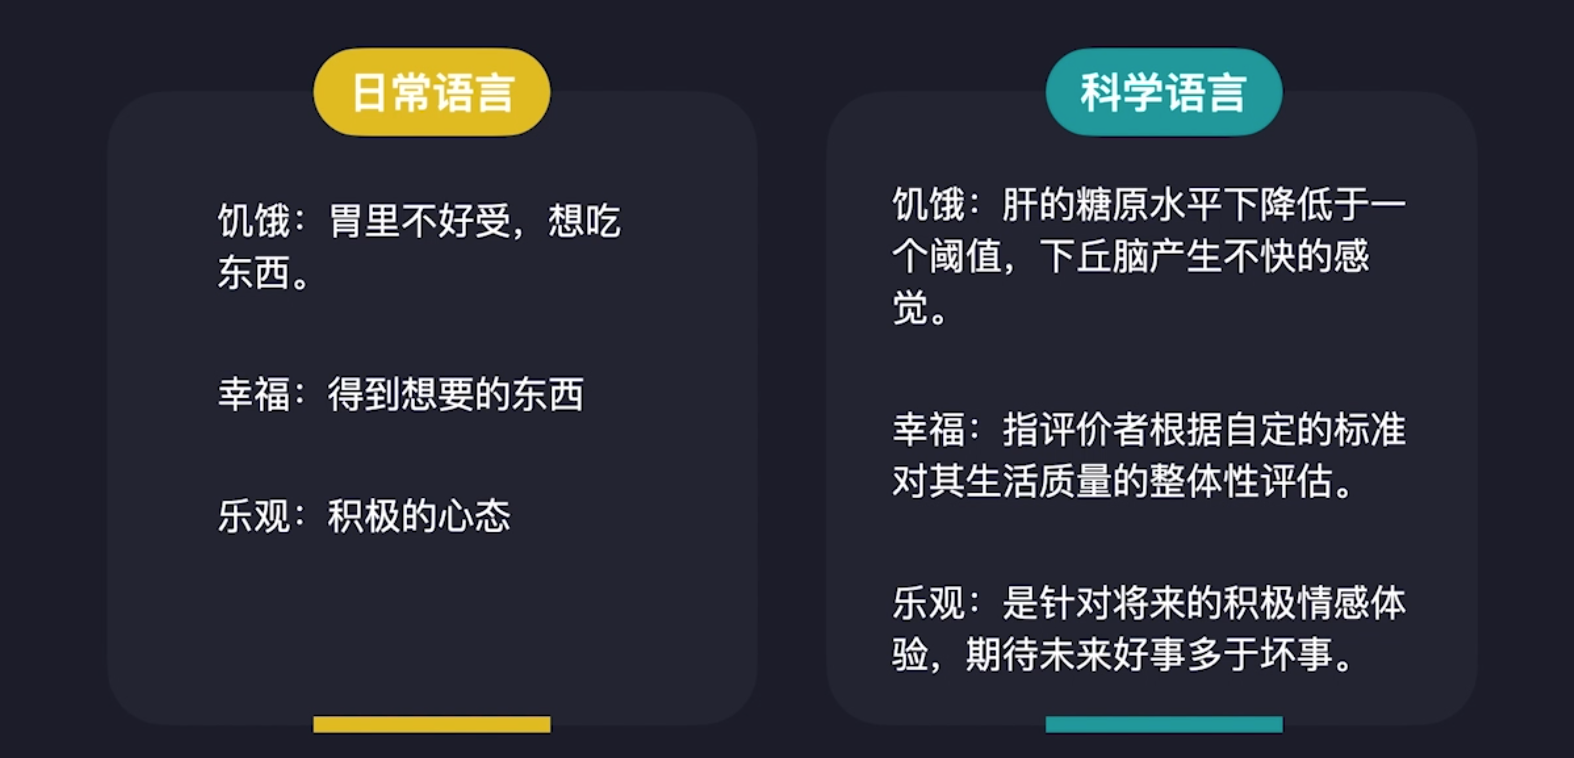 日常语言
饥饿：胃里不好受，想吃
东西。
幸福：得到想要的东西
乐观：积极的心态
科学语言
饥饿：肝的糖原水平下降低于一
个阈值，下丘脑产生不快的感
觉。
幸福：指评价者根据自定的标准
对其生活质量的整体性评估。
乐观：是针对将来的积极情感体
验，期待未来好事多于坏事。